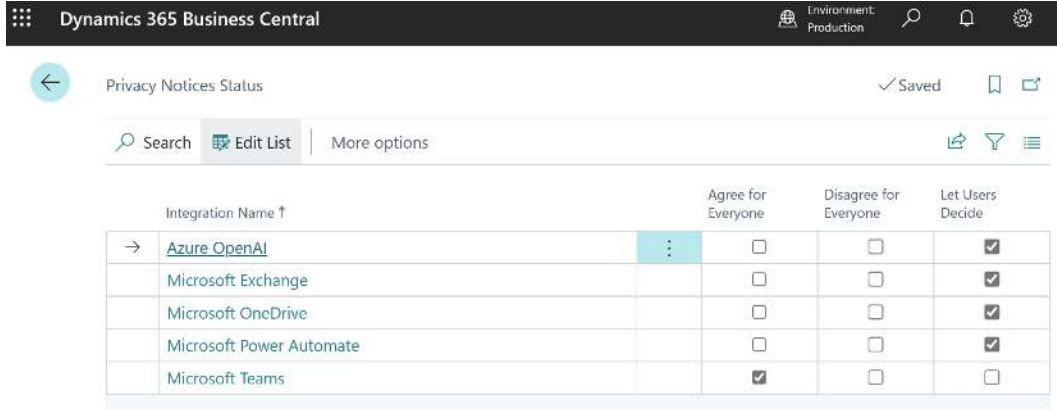 Dynamics 365 Business Central
Environment:
Production
Privacy Notices Status
Saved
Search Edit List More options
Integration Name ↑
Agree for
Everyone
Disagree for
Everyone
Let Users
Decide
Azure OpenAI
Microsoft Exchange
Microsoft OneDrive
Microsoft Power Automate
Microsoft Teams